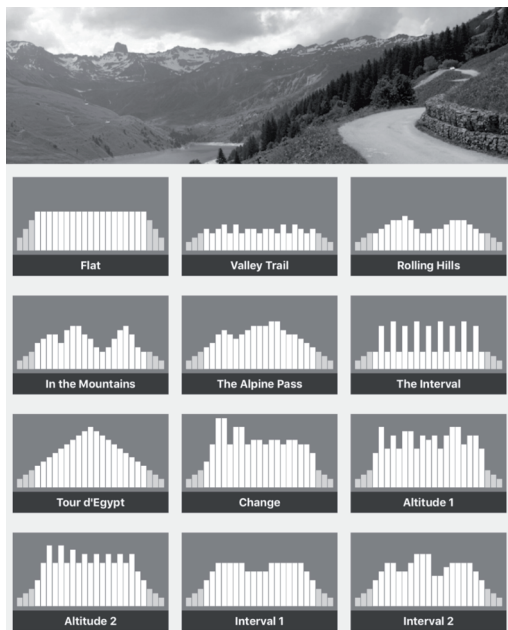 Flat
Valley Trail
Rolling Hills
In the Mountains
The Alpine Pass
The Interval
Tour d'Egypt
Change
Altitude 1
Altitude 2
Interval 1
Interval 2